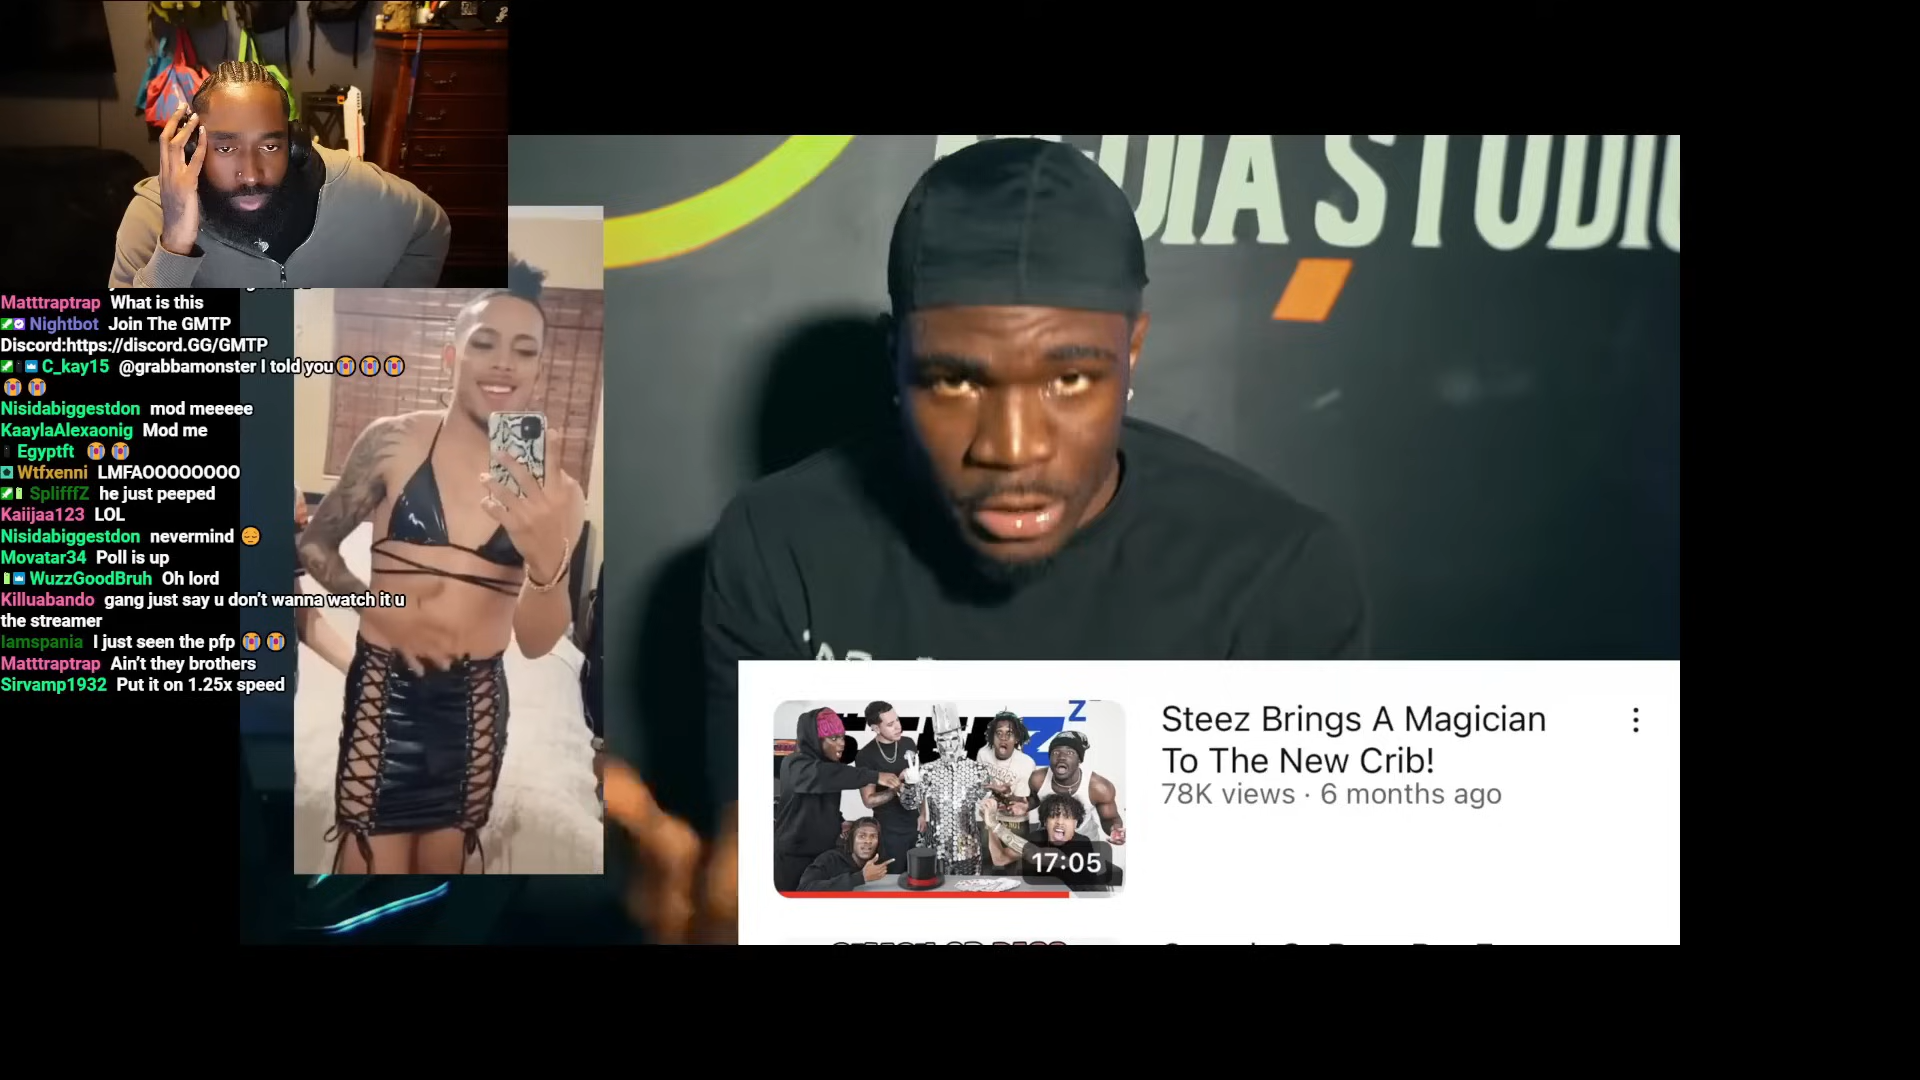 Matttraptrap What is this
Nightbot Join The GMTP
Discord:https://discord.GG/GMTP
C_kay15 @grabbamonster I told you😭😭😭
😭😭
Nisidabiggestdon mod meeeee
KaaylaAlexaonig Mod me
Egyptft 😭😭
Wtfxenni LMFAOOOOOOOO
SplifffZ he just peeped
Kaiijaa123 LOL
Nisidabiggestdon nevermind 😔
Movatar34 Poll is up
WuzzGoodBruh Oh lord
Killuabando gang just say u don't wanna watch it u
the streamer
Iamspania I just seen the pfp 😭😭
Matttraptrap Ain't they brothers
Sirvamp1932 Put it on 1.25x speed
STUDIO
Z
17:05
Steez Brings A Magician
To The New Crib!
78K views · 6 months ago